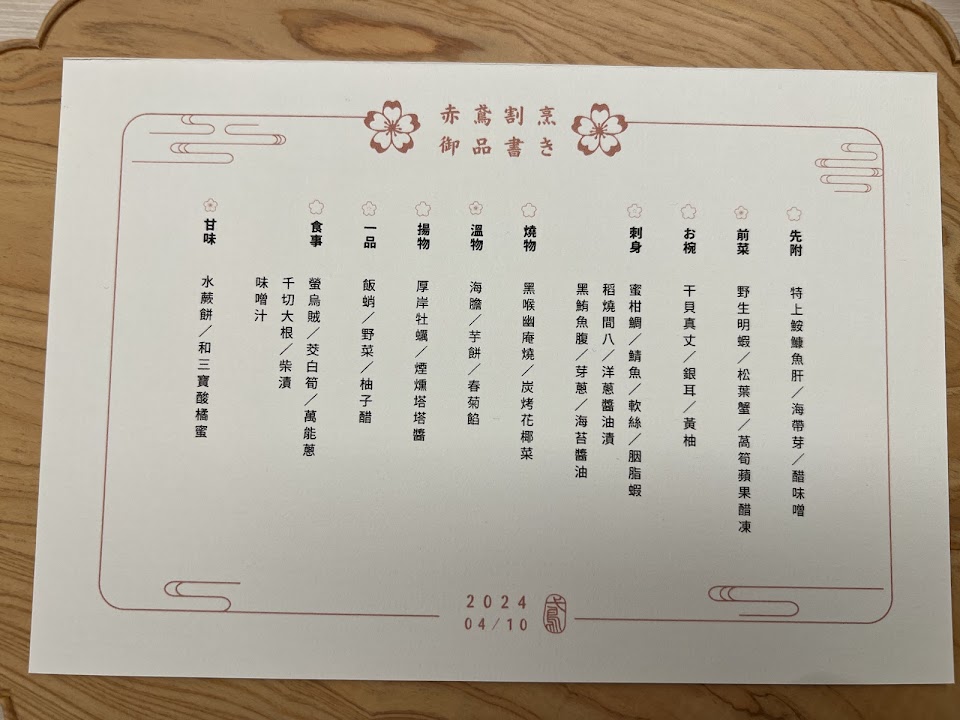 赤鳶割烹
御品書き
先附
特上鮟鱇魚肝／海帶芽／醋味噌
前菜
野生明蝦／松葉蟹／萵筍蘋果醋凍
お椀
干貝真丈／銀耳／黃柚
刺身
蜜柑鯛／鯖魚／軟絲／胭脂蝦
稻燒間八／洋蔥醬油漬
黑鮪魚腹／芽蔥／海苔醬油
燒物
黑喉幽庵燒／炭烤花椰菜
溫物
海膽／芋餅／春菊餡
揚物
厚岸牡蠣／煙燻塔塔醬
一品
飯蛸／野菜／柚子醋
食事
螢烏賊／茭白筍／萬能蔥
千切大根／柴漬
味噌汁
甘味
水蕨餅／和三寶酸橘蜜
2024
04/10